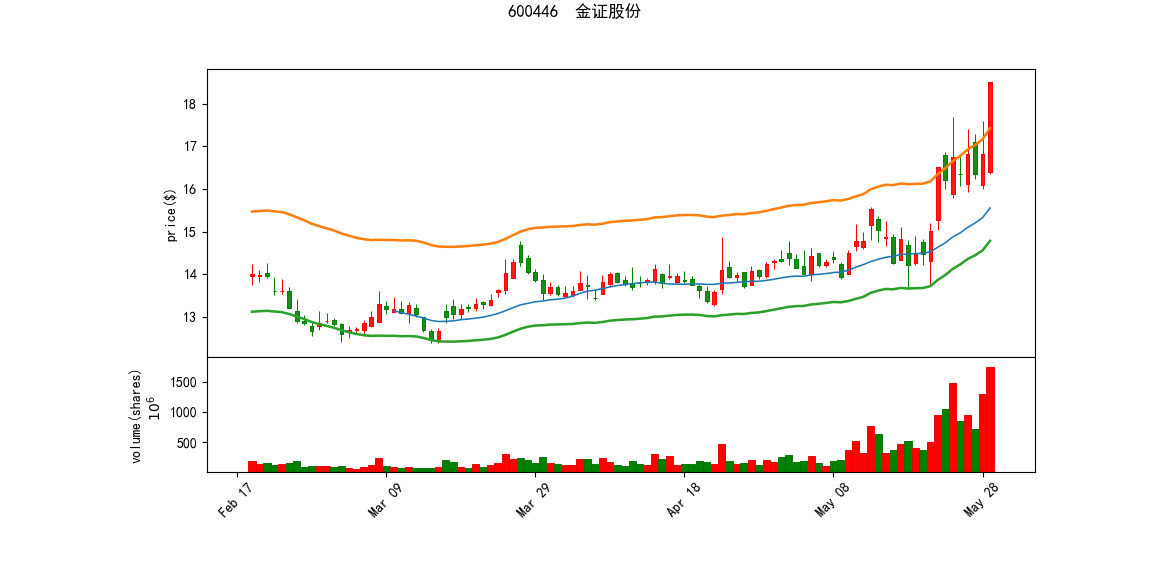 600446 金证股份
price($)
18
17
16
15
14
13
volume(shares)
10^6
1500
1000
500
Feb 17
Mar 09
Mar 29
Apr 18
May 08
May 28